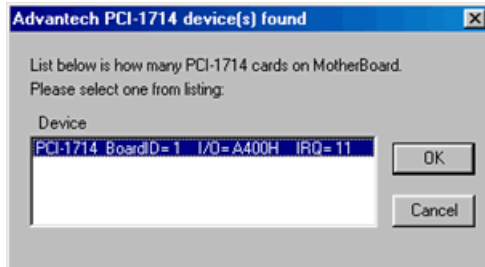 Advantech PCI-1714 device(s) found
List below is how many PCI-1714 cards on MotherBoard.
Please select one from listing:
Device
PCI-1714 BoardID= 1 I/O= A400H IRQ= 11
OK
Cancel